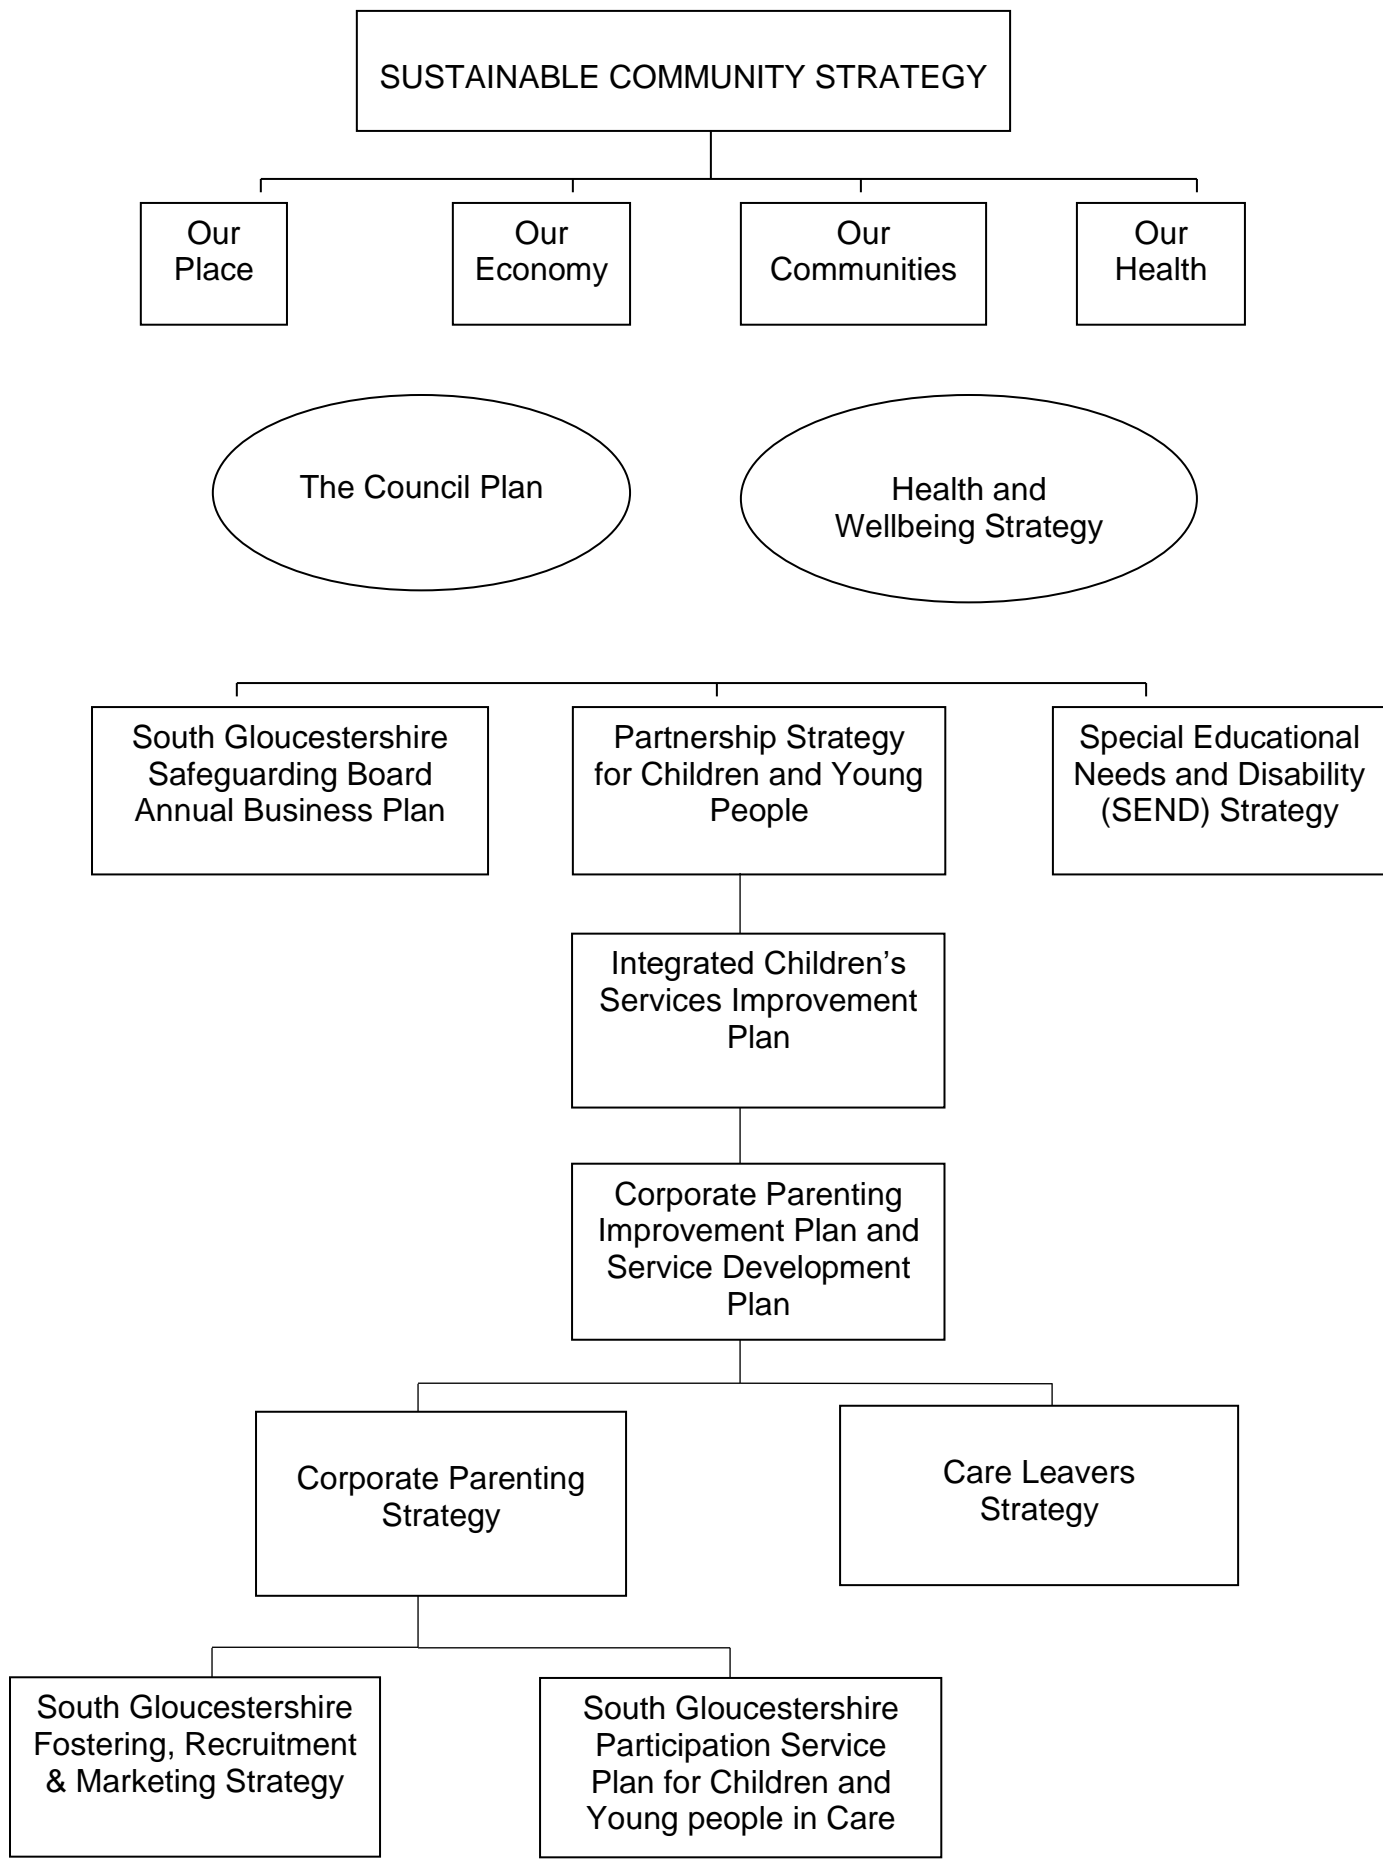 SUSTAINABLE COMMUNITY STRATEGY
Our
Place
Our
Economy
Our
Communities
Our
Health
The Council Plan
Health and
Wellbeing Strategy
South Gloucestershire
Safeguarding Board
Annual Business Plan
Partnership Strategy
for Children and Young
People
Special Educational
Needs and Disability
(SEND) Strategy
Integrated Children’s
Services Improvement
Plan
Corporate Parenting
Improvement Plan and
Service Development
Plan
Corporate Parenting
Strategy
Care Leavers
Strategy
South Gloucestershire
Fostering, Recruitment
& Marketing Strategy
South Gloucestershire
Participation Service
Plan for Children and
Young people in Care